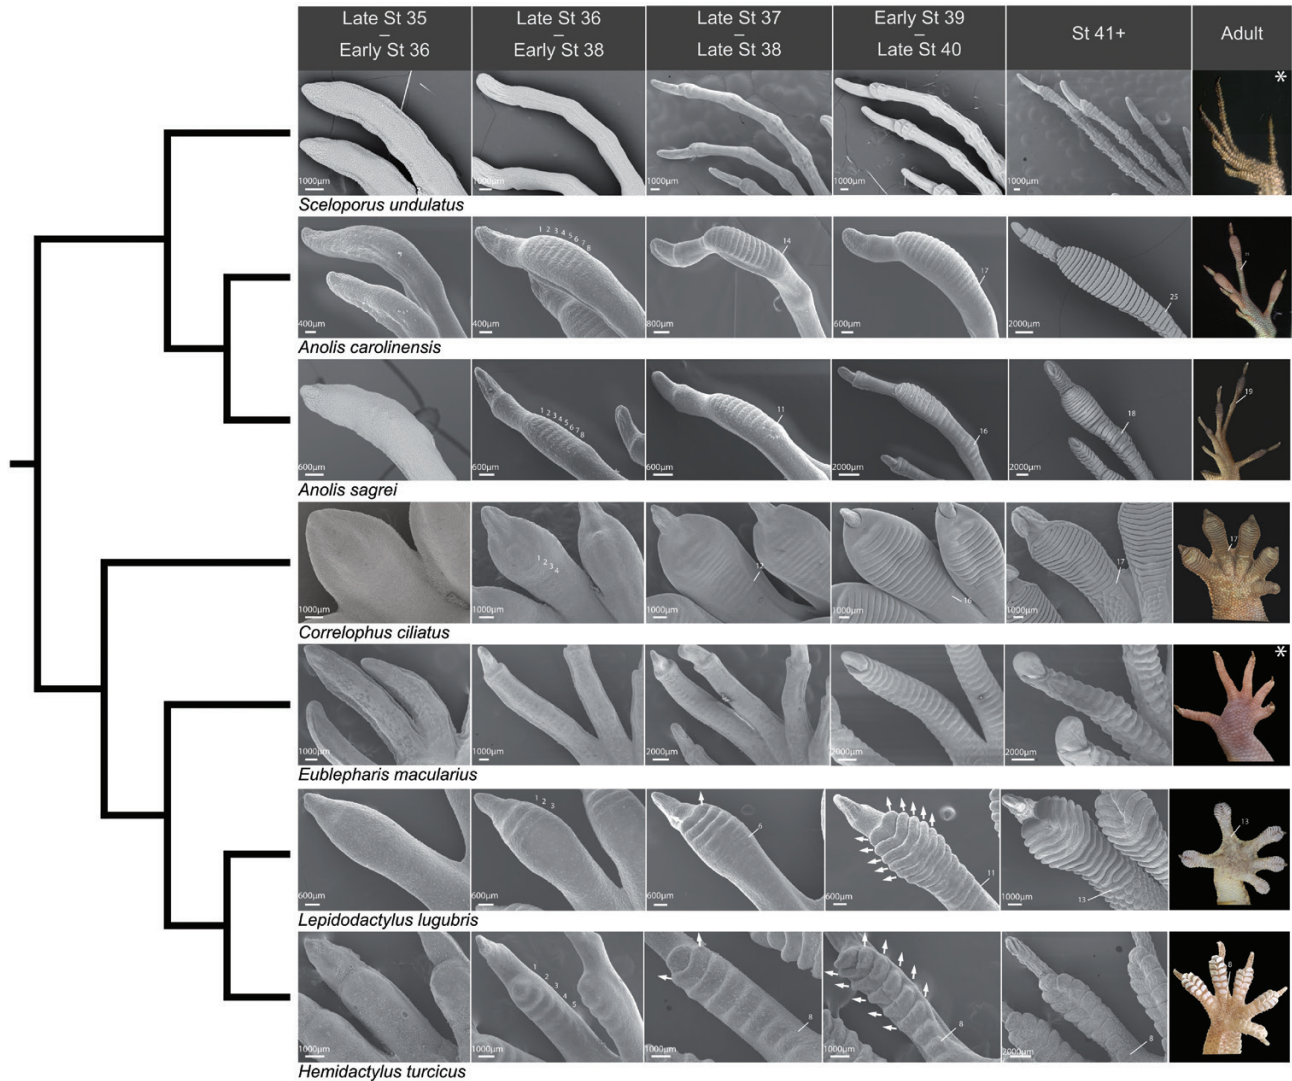 Late St 35
–
Early St 36
Late St 36
–
Early St 38
Late St 37
–
Late St 38
Early St 39
–
Late St 40
St 41+
Adult
*
1000µm
1000µm
1000µm
1000µm
1000µm
Sceloporus undulatus
1 2 3 4 5 6 7 8
14
17
25
400µm
400µm
800µm
600µm
2000µm
Anolis carolinensis
1 2 3 4 5 6 7 8
11
16
18
19
600µm
600µm
600µm
2000µm
2000µm
Anolis sagrei
1 2 3 4
12
16
17
17
1000µm
1000µm
1000µm
1000µm
1000µm
Correlophus ciliatus
*
1000µm
1000µm
2000µm
2000µm
2000µm
Eublepharis macularius
1 2 3
6
11
13
13
600µm
600µm
600µm
600µm
1000µm
Lepidodactylus lugubris
1 2 3 4 5
8
8
8
8
1000µm
1000µm
1000µm
1000µm
2000µm
Hemidactylus turcicus